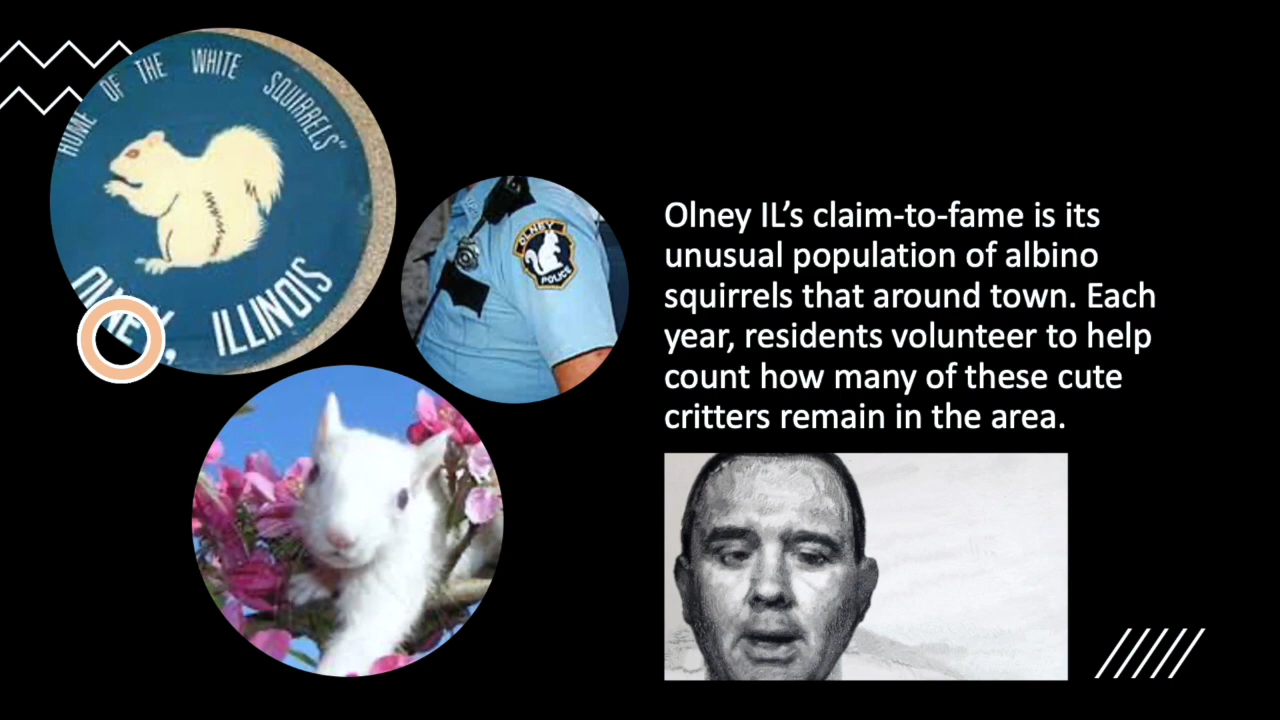 "HOME OF THE WHITE SQUIRRELS"
OLNEY, ILLINOIS
OLNEY
POLICE
Olney IL’s claim-to-fame is its
unusual population of albino
squirrels that around town. Each
year, residents volunteer to help
count how many of these cute
critters remain in the area.